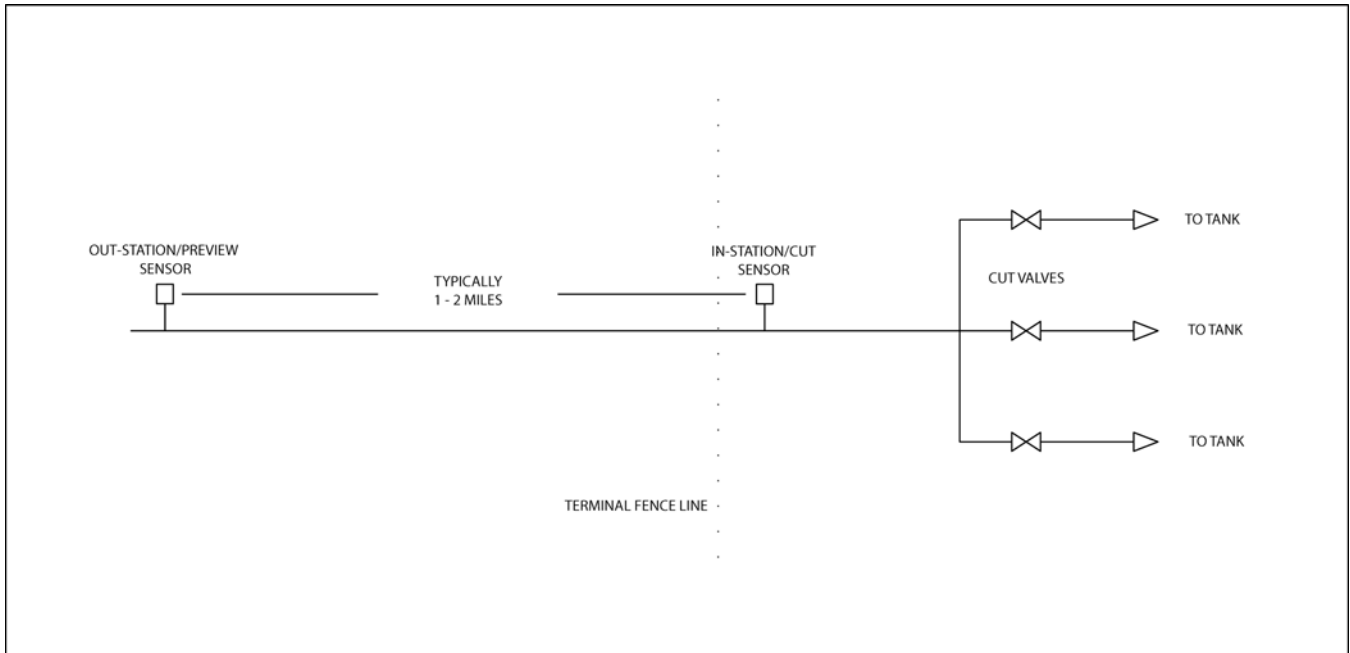 OUT-STATION/PREVIEW
SENSOR
TYPICALLY
1 - 2 MILES
IN-STATION/CUT
SENSOR
TERMINAL FENCE LINE
CUT VALVES
TO TANK
TO TANK
TO TANK